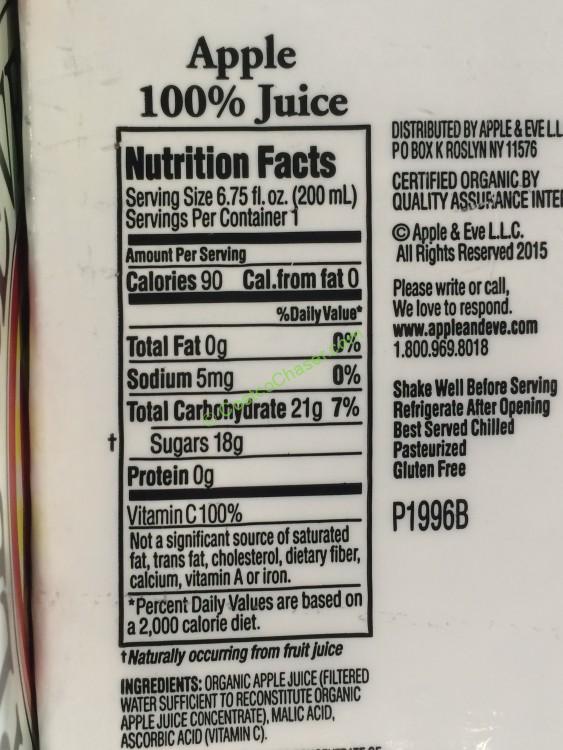 Apple
100% Juice
Nutrition Facts
Serving Size 6.75 fl. oz. (200 mL)
Servings Per Container 1
Amount Per Serving
Calories 90 Cal.from fat 0
%Daily Value*
Total Fat 0g 0%
Sodium 5mg 0%
Total Carbohydrate 21g 7%
† Sugars 18g
Protein 0g
Vitamin C 100%
Not a significant source of saturated
fat, trans fat, cholesterol, dietary fiber,
calcium, vitamin A or iron.
*Percent Daily Values are based on
a 2,000 calorie diet.
†Naturally occurring from fruit juice
INGREDIENTS: ORGANIC APPLE JUICE (FILTERED
WATER SUFFICIENT TO RECONSTITUTE ORGANIC
APPLE JUICE CONCENTRATE), MALIC ACID,
ASCORBIC ACID (VITAMIN C).
DISTRIBUTED BY APPLE & EVE L.L
PO BOX K ROSLYN NY 11576
CERTIFIED ORGANIC BY
QUALITY ASSURANCE INTE
© Apple & Eve L.L.C.
All Rights Reserved 2015
Please write or call,
We love to respond.
www.appleandeve.com
1.800.969.8018
Shake Well Before Serving
Refrigerate After Opening
Best Served Chilled
Pasteurized
Gluten Free
P1996B